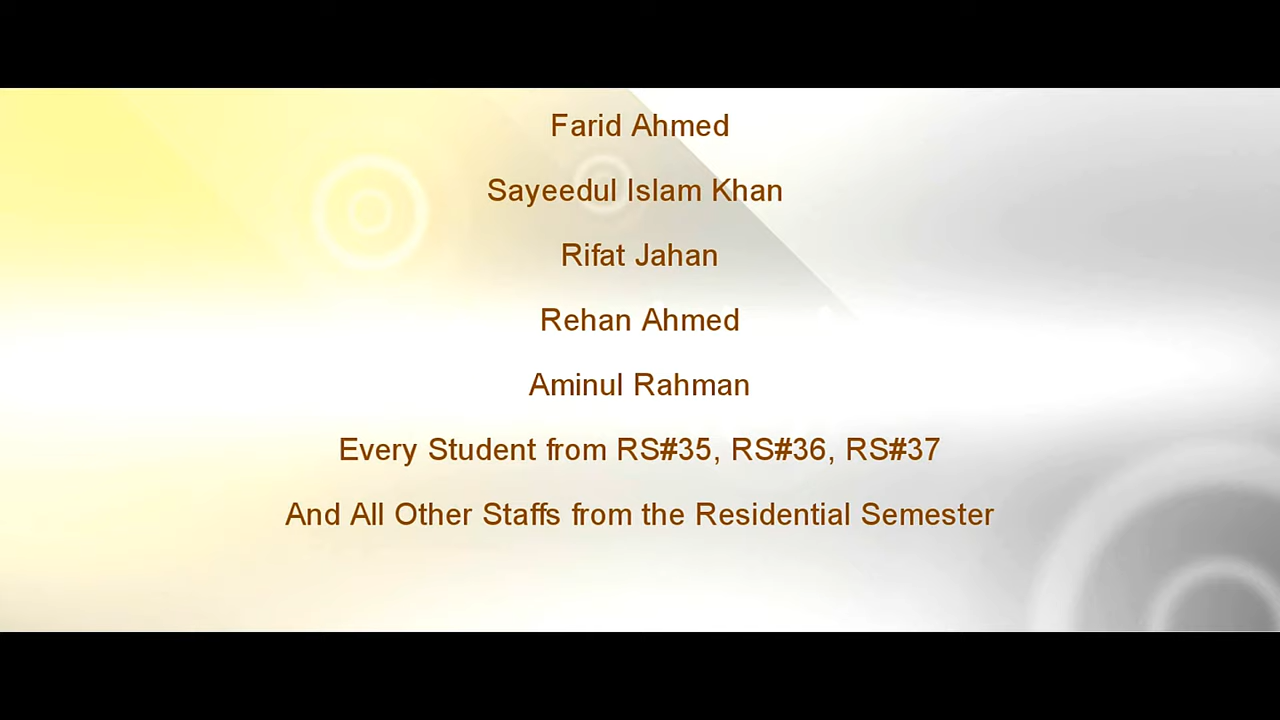 Farid Ahmed
Sayeedul Islam Khan
Rifat Jahan
Rehan Ahmed
Aminul Rahman
Every Student from RS#35, RS#36, RS#37
And All Other Staffs from the Residential Semester